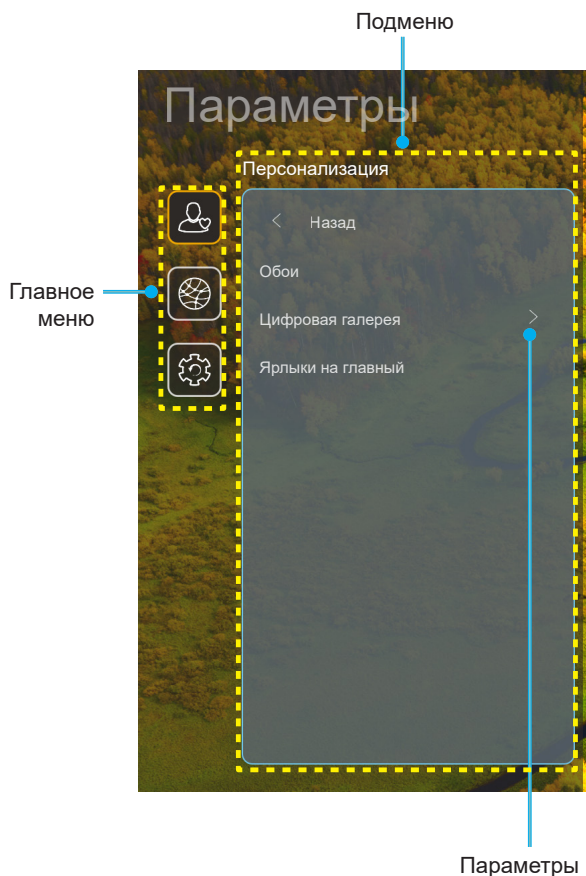 Подменю
Параметры
Персонализация
Назад
Обои
Главное
меню
Цифровая галерея
Ярлыки на главный
Параметры